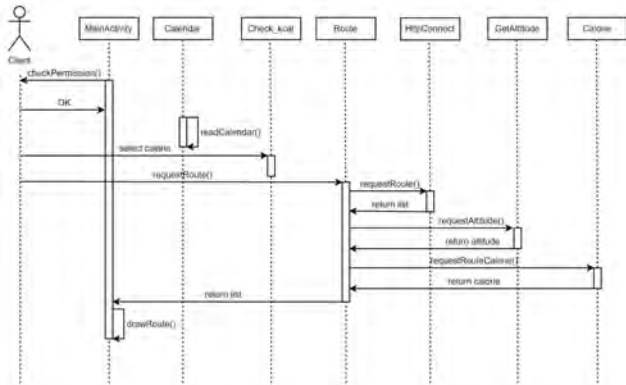 Client
MainActivity
Calendar
Check_kcal
Route
HttpConnect
GetAltitude
Calorie
checkPermission()
OK
readCalendar()
select calorie
requestRoute()
requestRoute()
return list
requestAltitude()
return altitude
requestRouteCalorie()
return calorie
return list
drawRoute()